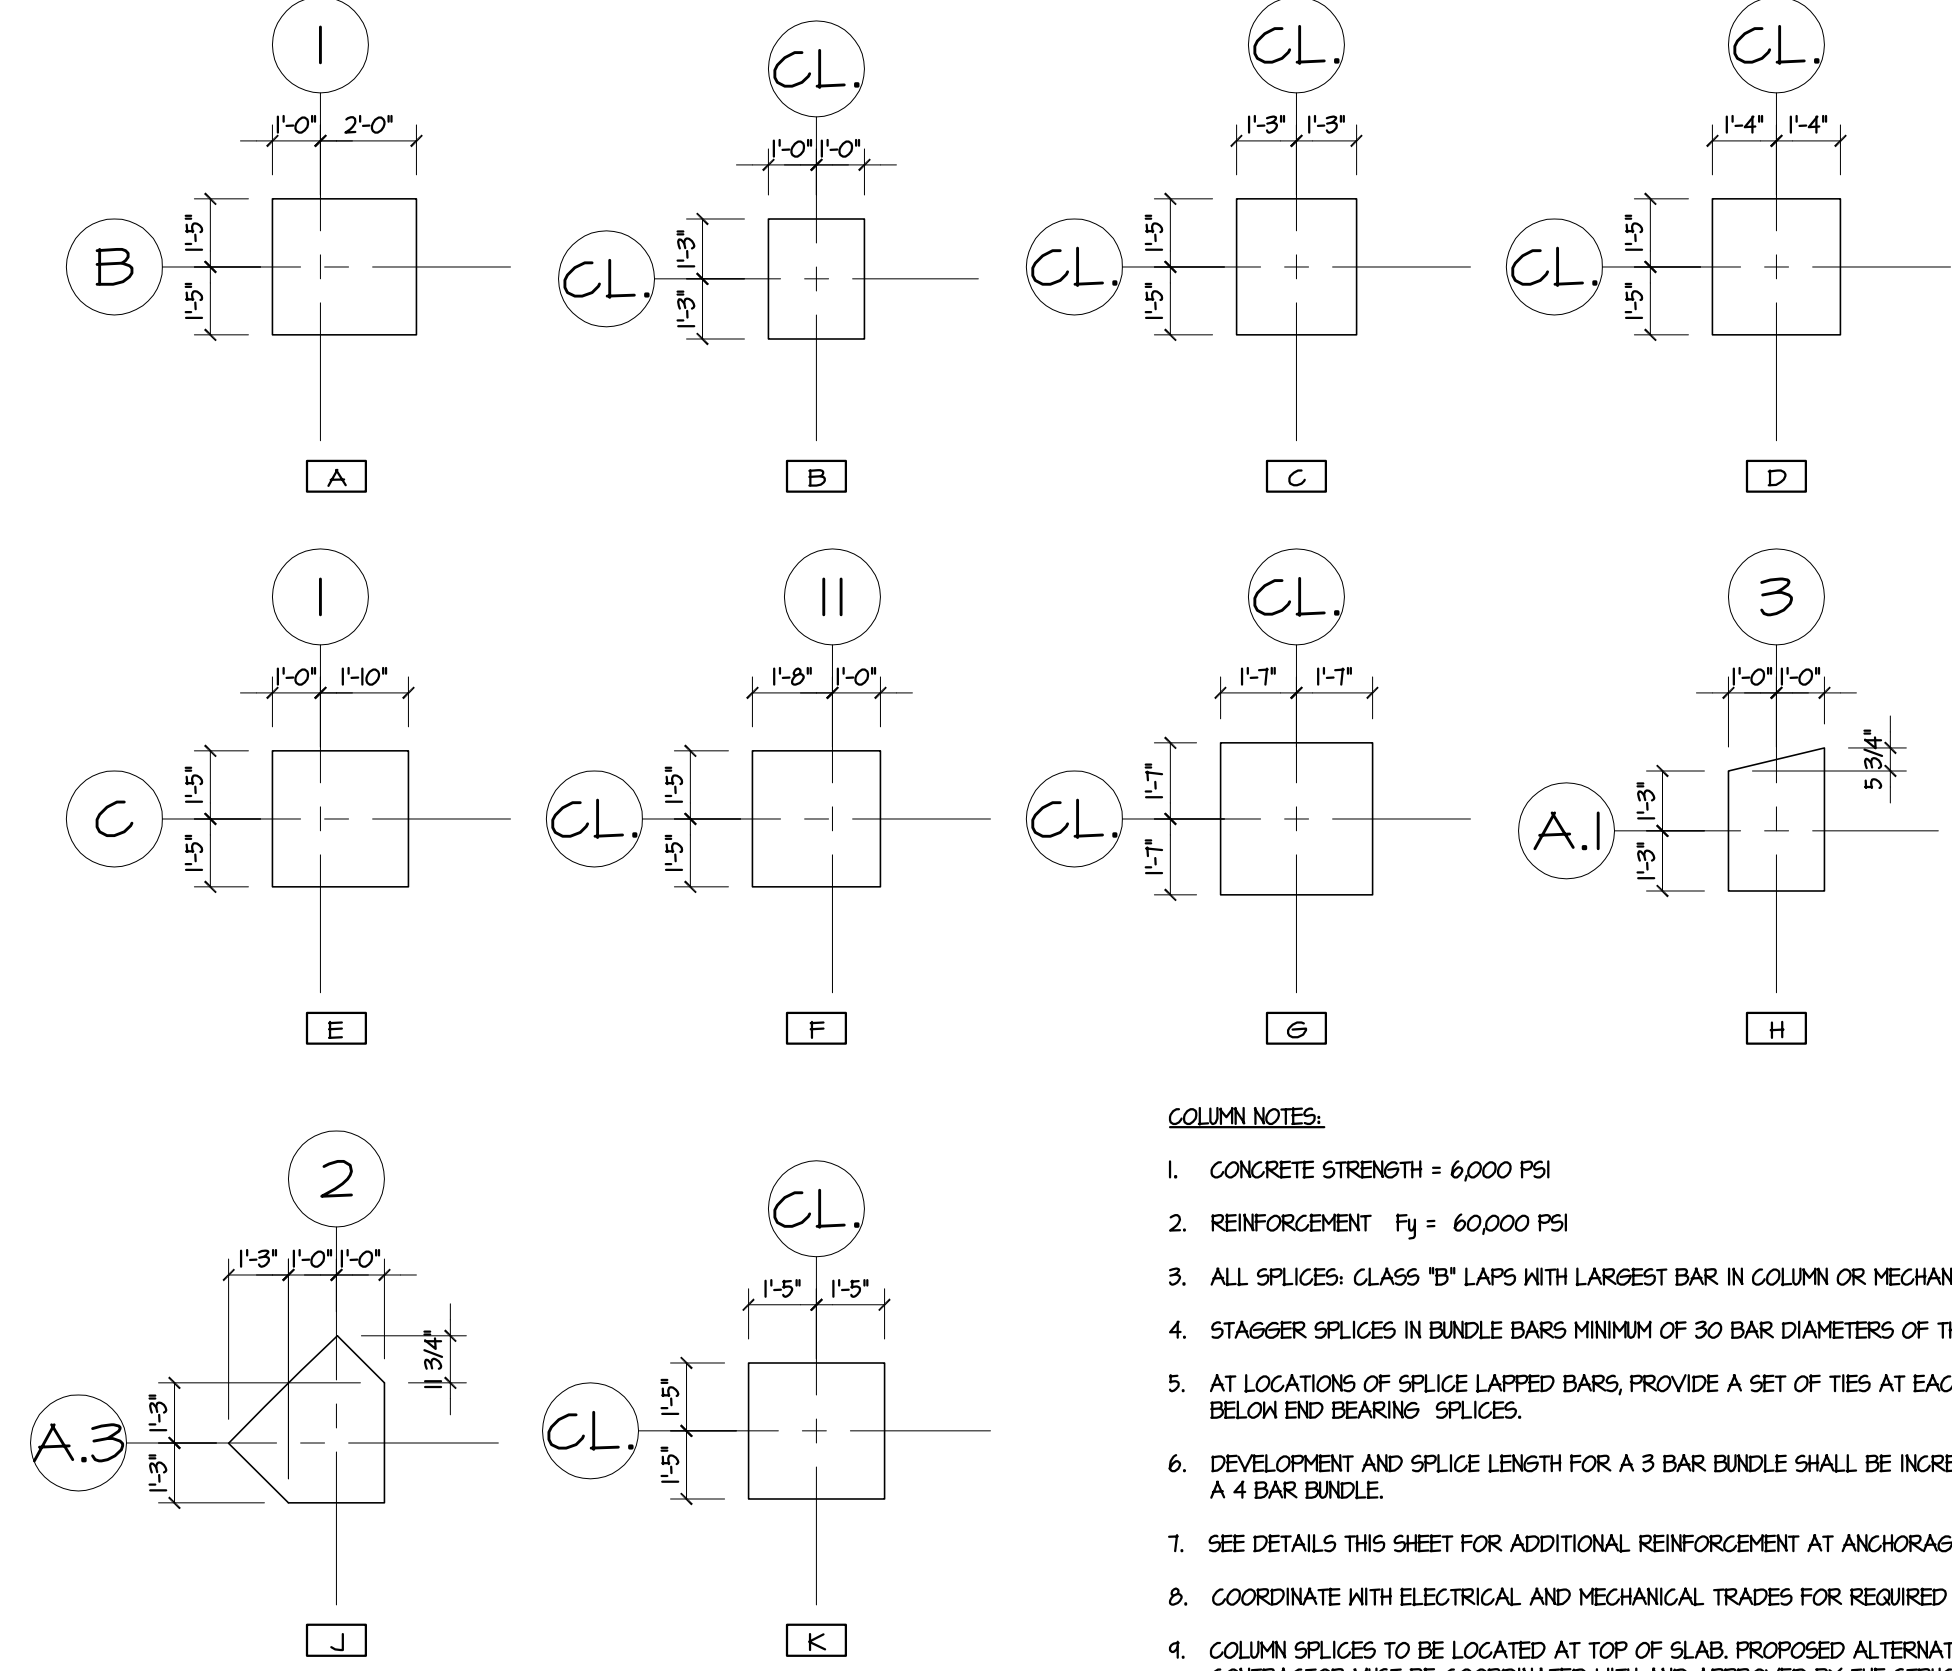 1
CL.
CL.
CL.
1'-0" 2'-0"
1'-0" 1'-0"
1'-3" 1'-3"
1'-4" 1'-4"
B
1'-5"
1'-5"
CL.
1'-3"
1'-3"
CL.
1'-5"
1'-5"
CL.
1'-5"
1'-5"
A
B
C
D
1
11
CL.
3
1'-0" 1'-10"
1'-8" 1'-0"
1'-7" 1'-7"
1'-0" 1'-0"
C
1'-5"
1'-5"
CL.
1'-5"
1'-5"
CL.
1'-7"
1'-7"
A.1
1'-3"
1'-3"
5 3/4"
E
F
G
H
2
CL.
1'-3" 1'-0" 1'-0"
1'-5" 1'-5"
11 3/4"
A.3
1'-3"
1'-3"
CL.
1'-5"
1'-5"
J
K
COLUMN NOTES:
1. CONCRETE STRENGTH = 6,000 PSI
2. REINFORCEMENT Fy = 60,000 PSI
3. ALL SPLICES: CLASS "B" LAPS WITH LARGEST BAR IN COLUMN OR MECHAN
4. STAGGER SPLICES IN BUNDLE BARS MINIMUM OF 30 BAR DIAMETERS OF TH
5. AT LOCATIONS OF SPLICE LAPPED BARS, PROVIDE A SET OF TIES AT EAC
BELOW END BEARING SPLICES.
6. DEVELOPMENT AND SPLICE LENGTH FOR A 3 BAR BUNDLE SHALL BE INCRE
A 4 BAR BUNDLE.
7. SEE DETAILS THIS SHEET FOR ADDITIONAL REINFORCEMENT AT ANCHORAG
8. COORDINATE WITH ELECTRICAL AND MECHANICAL TRADES FOR REQUIRED
9. COLUMN SPLICES TO BE LOCATED AT TOP OF SLAB. PROPOSED ALTERNAT